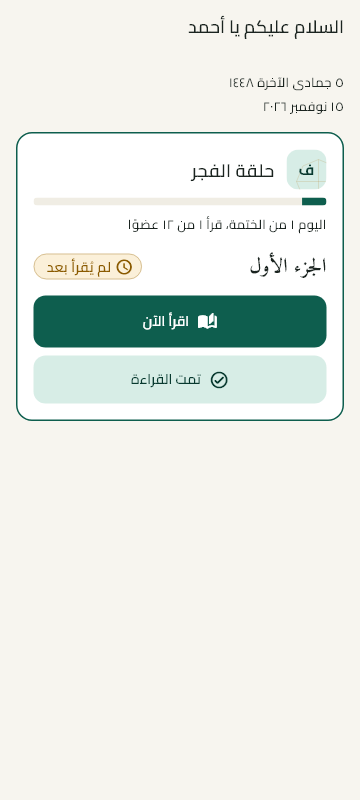 السلام عليكم يا أحمد
٥ جمادى الآخرة ١٤٤٨
١٥ نوفمبر ٢٠٢٦
ف
حلقة الفجر
اليوم ١ من الختمة، قرأ ١ من ١٢ عضوًا
الجزء الأول
لم يُقرأ بعد
اقرأ الآن
تمت القراءة